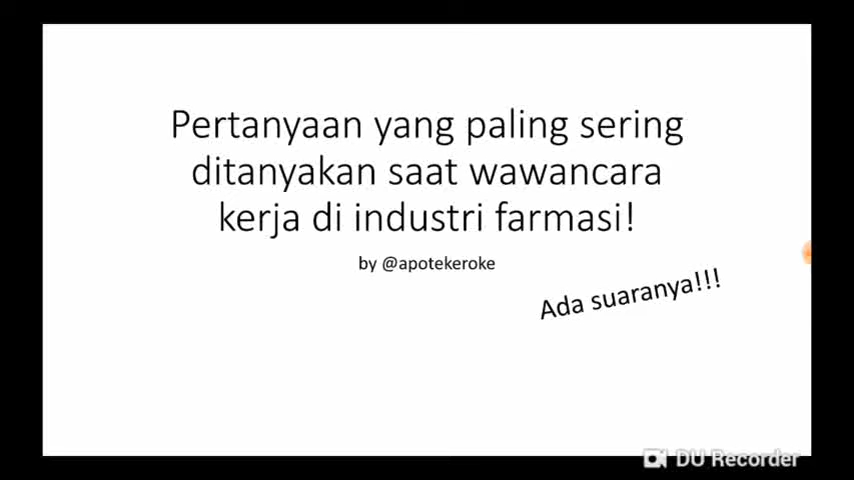 Pertanyaan yang paling sering
ditanyakan saat wawancara
kerja di industri farmasi!
by @apotekeroke
Ada suaranya!!!
DU Recorder